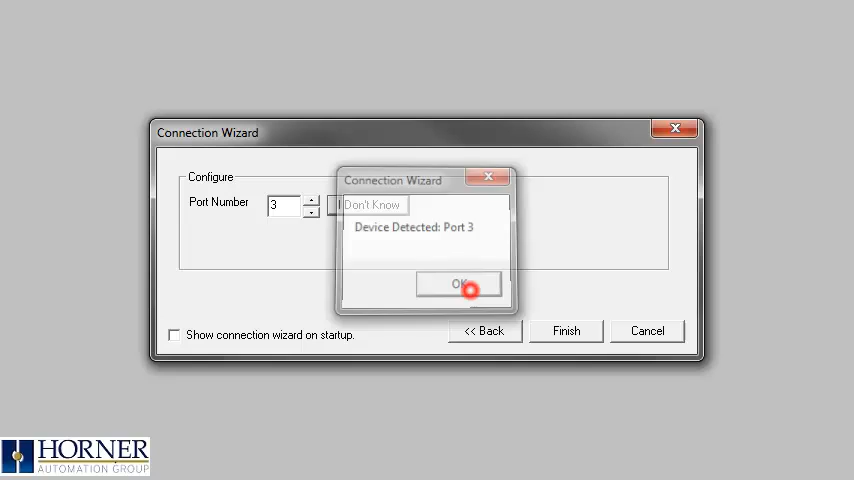 Connection Wizard
Configure
Port Number 3 I Don't Know
Connection Wizard
Device Detected: Port 3
OK
Show connection wizard on startup.
<< Back Finish Cancel
HORNER
AUTOMATION GROUP